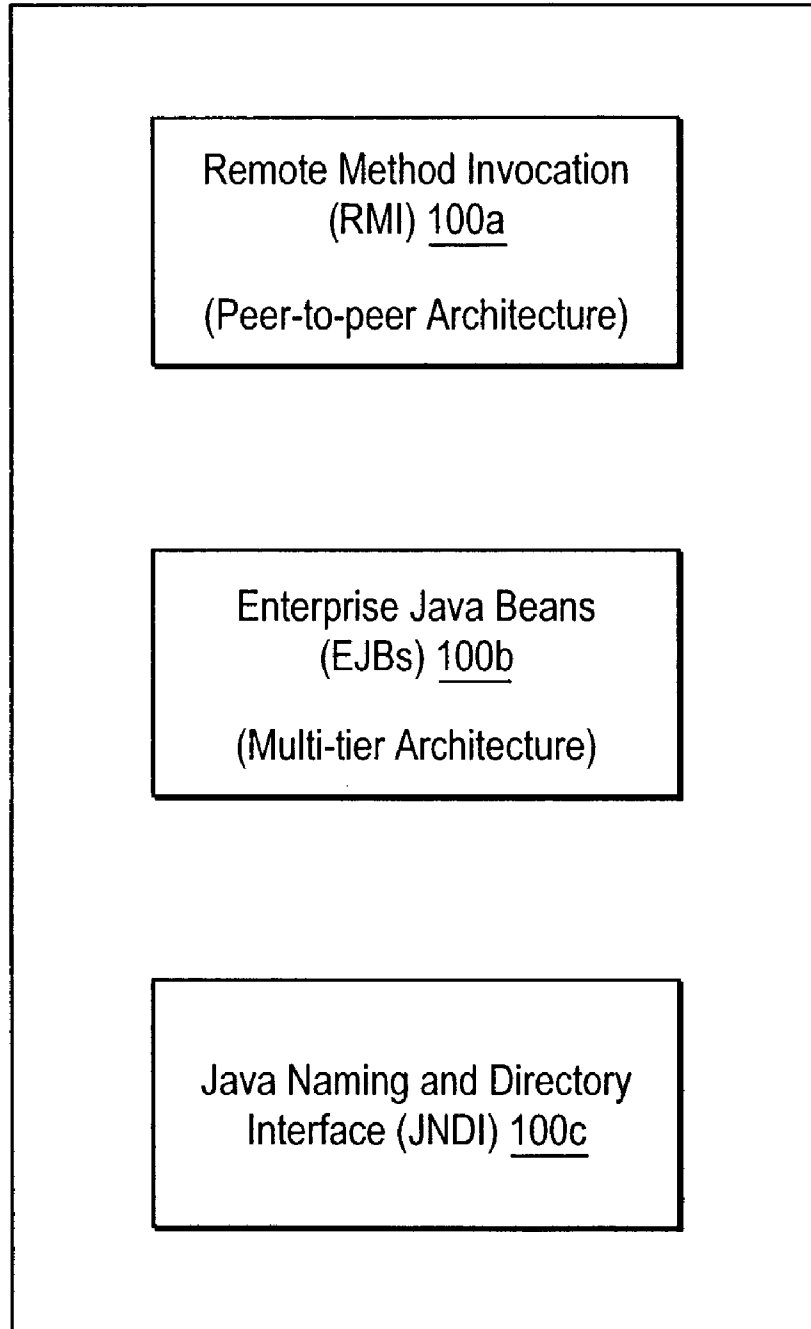 Remote Method Invocation
(RMI) 100a
(Peer-to-peer Architecture)
Enterprise Java Beans
(EJBs) 100b
(Multi-tier Architecture)
Java Naming and Directory
Interface (JNDI) 100c